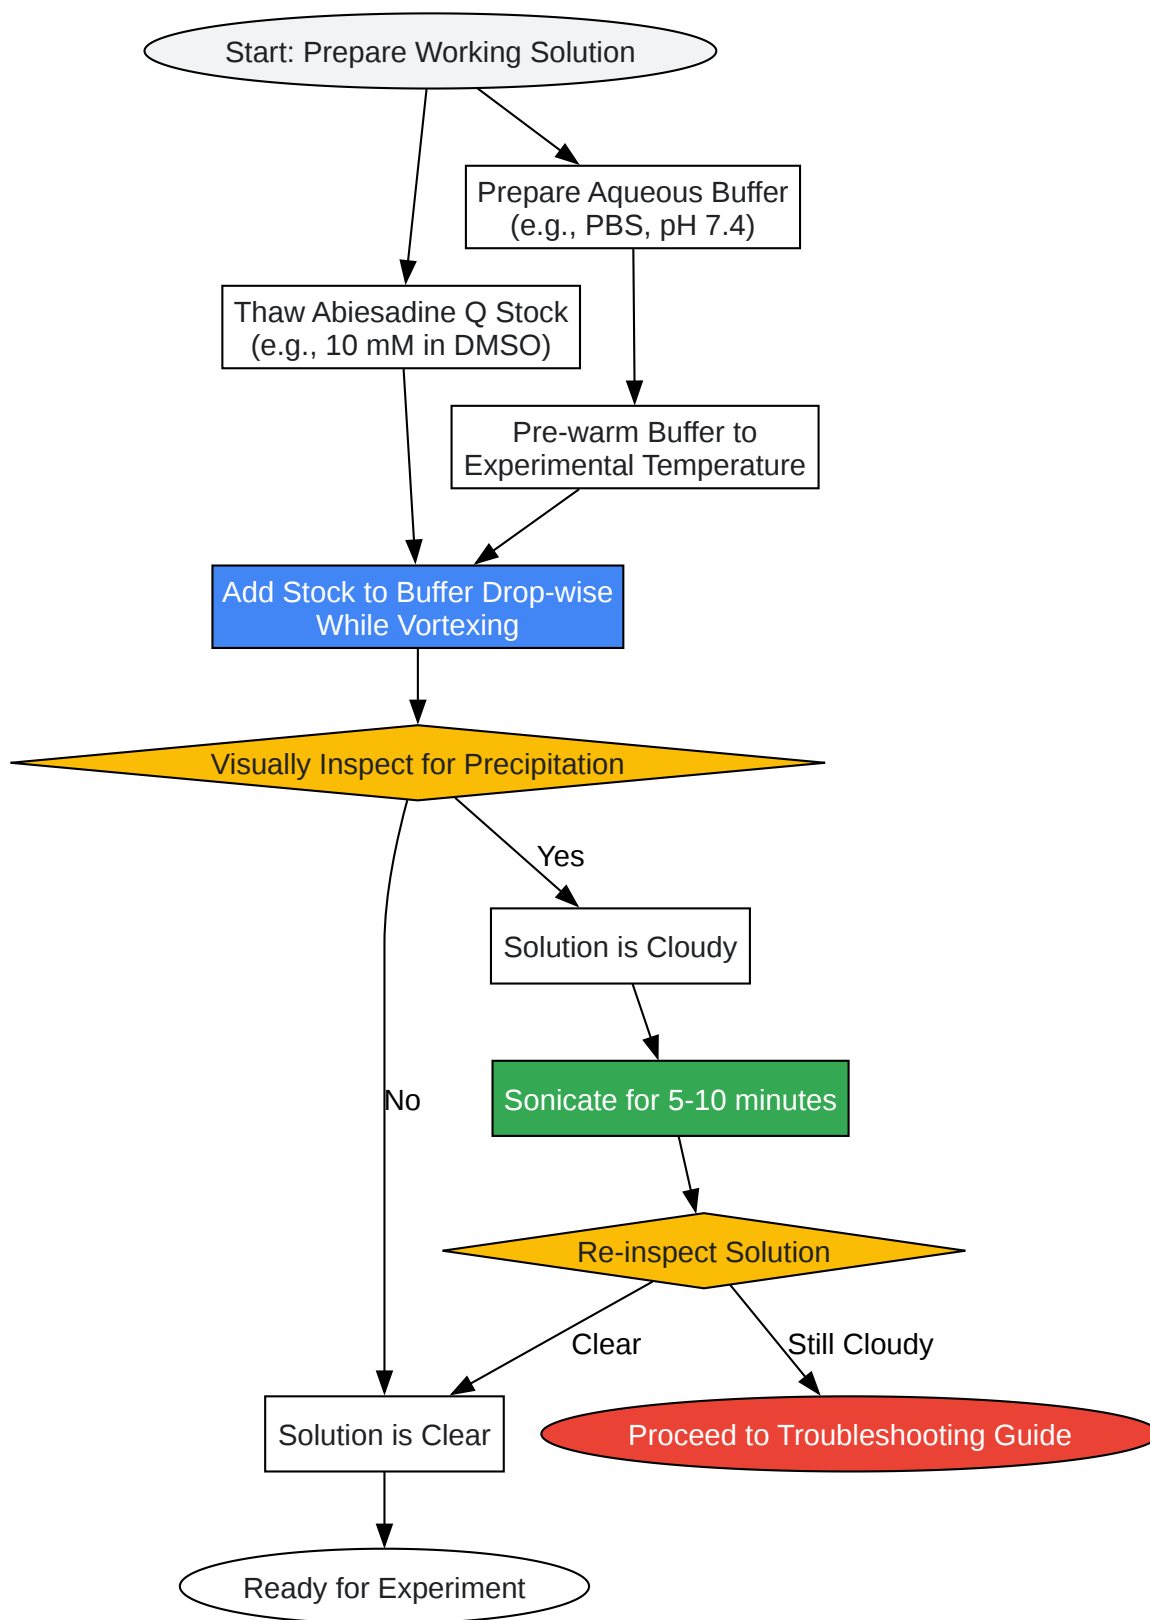 Start: Prepare Working Solution
Prepare Aqueous Buffer
(e.g., PBS, pH 7.4)
Thaw Abiesadine Q Stock
(e.g., 10 mM in DMSO)
Pre-warm Buffer to
Experimental Temperature
Add Stock to Buffer Drop-wise
While Vortexing
Visually Inspect for Precipitation
Yes
Solution is Cloudy
No
Sonicate for 5-10 minutes
Re-inspect Solution
Clear
Still Cloudy
Solution is Clear
Proceed to Troubleshooting Guide
Ready for Experiment